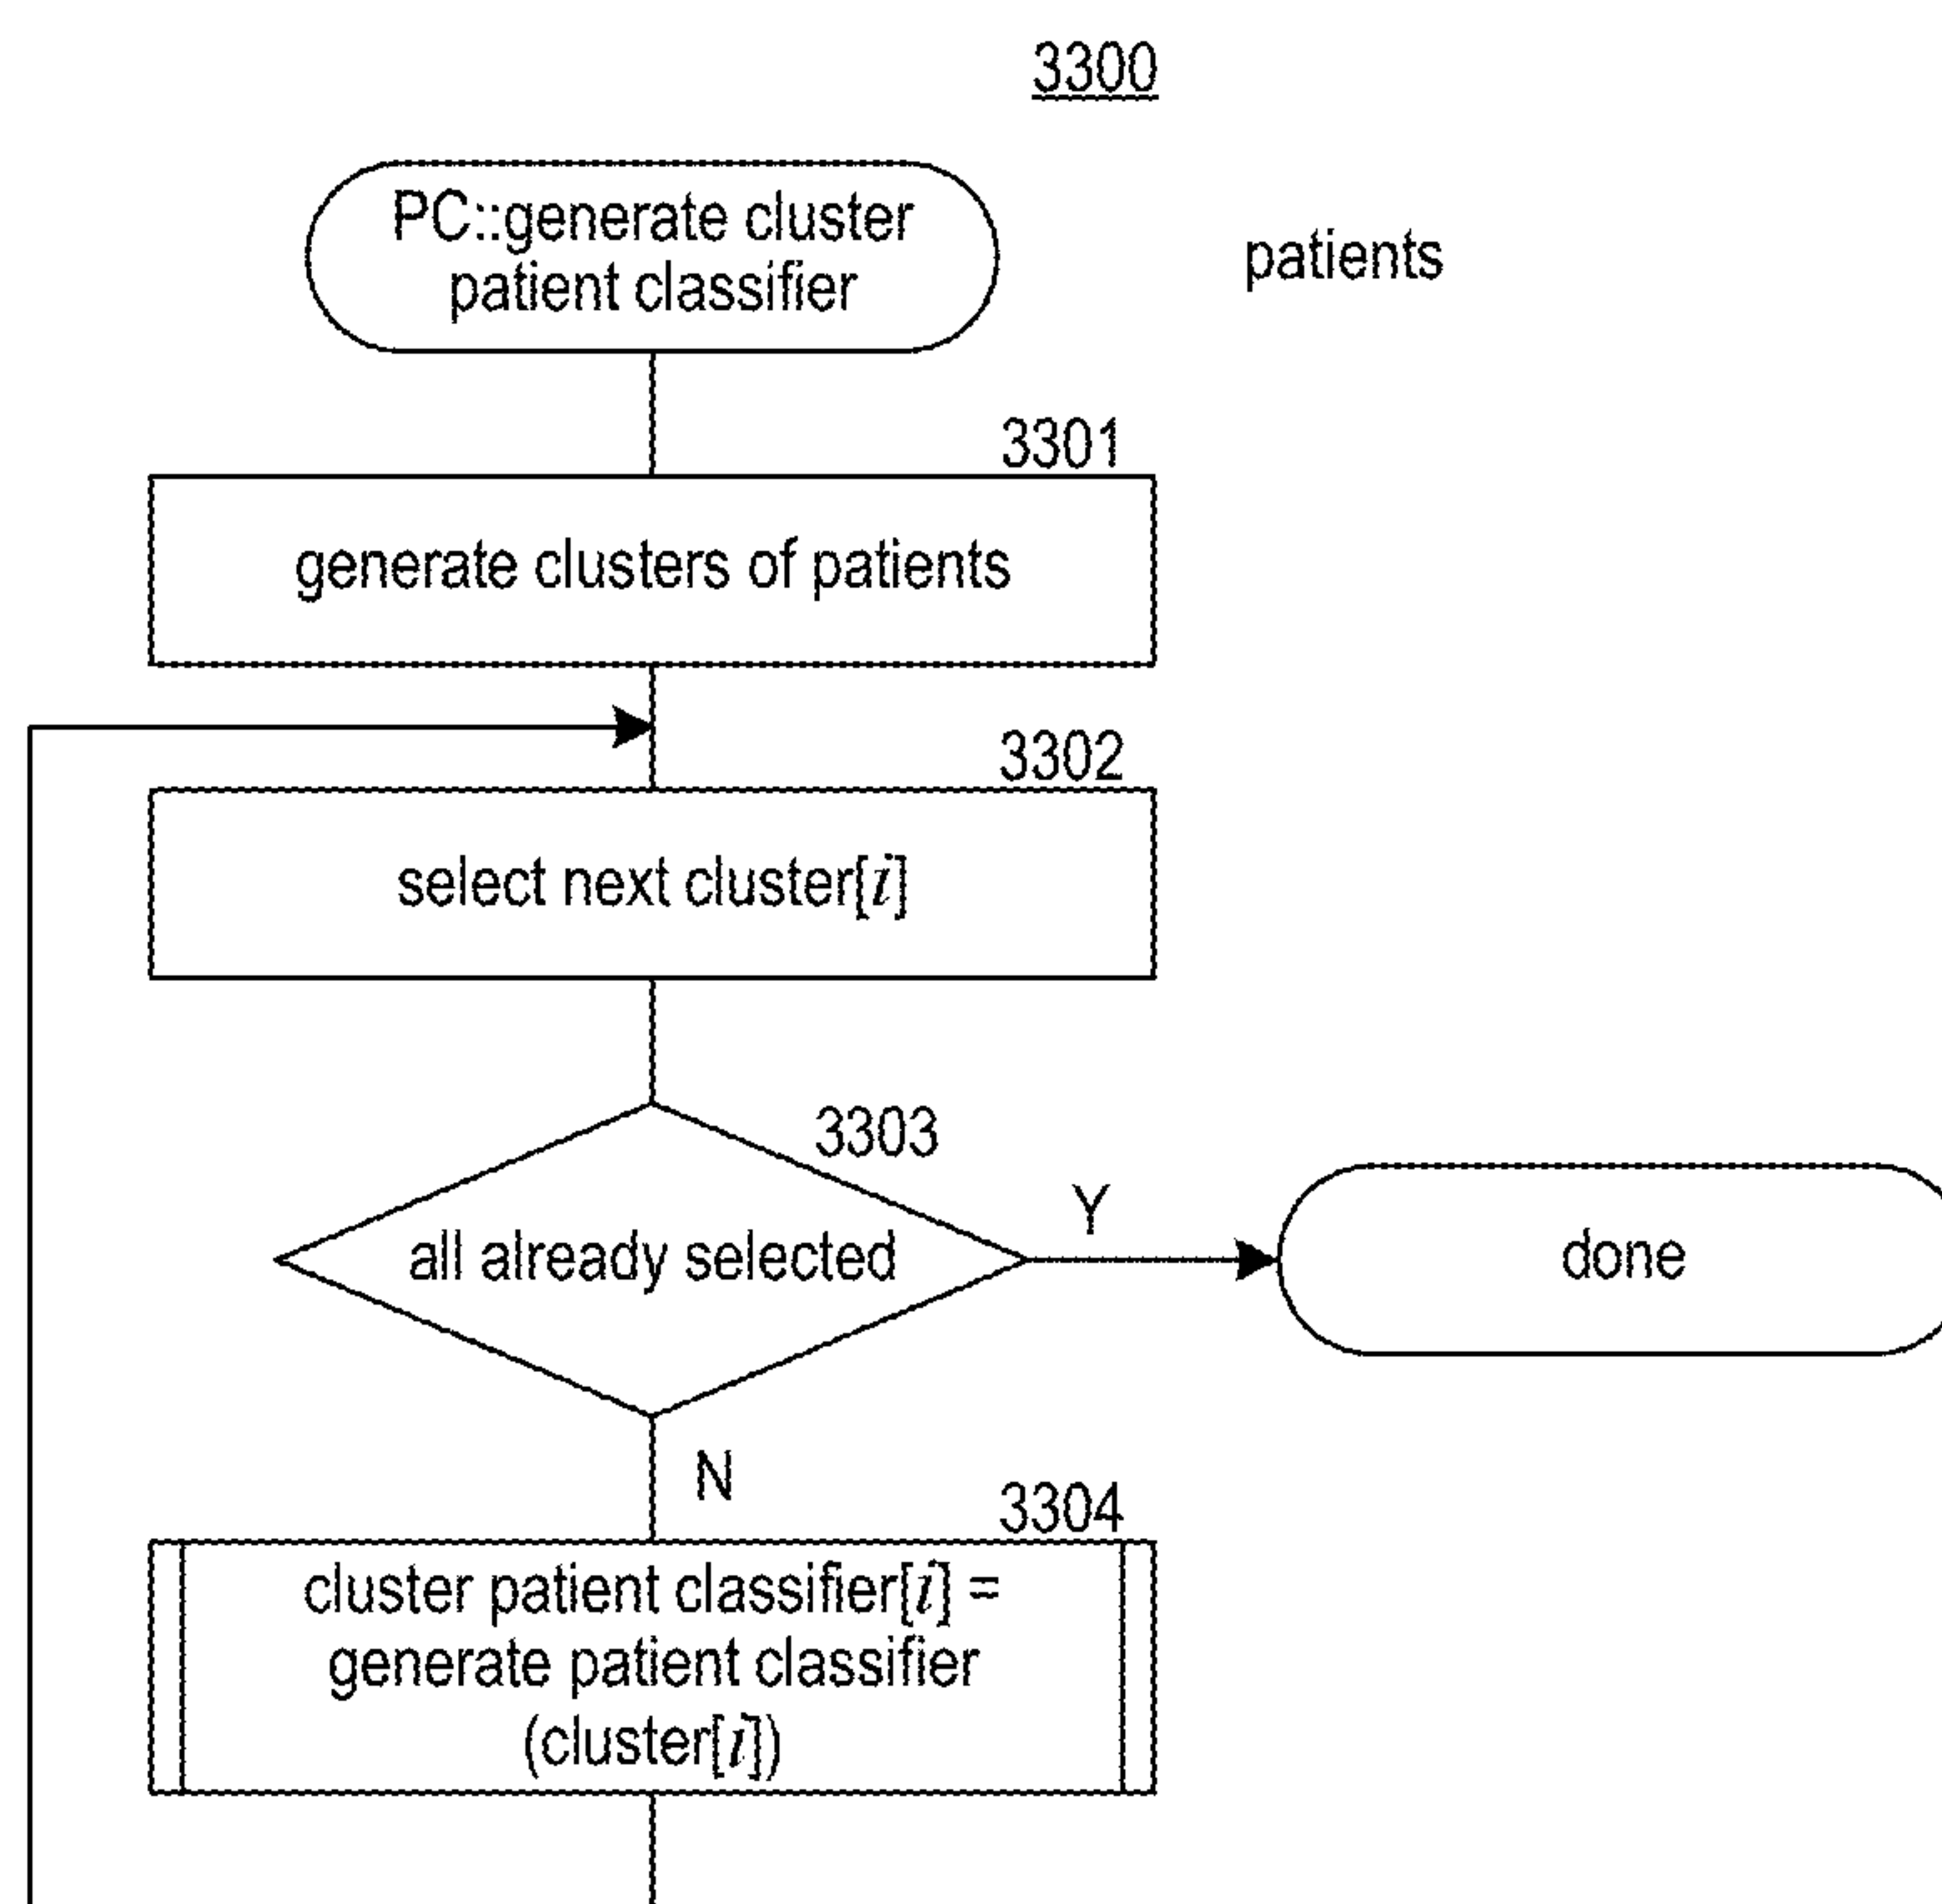 3300
PC::generate cluster
patient classifier
patients
3301
generate clusters of patients
3302
select next cluster[i]
3303
all already selected
Y
done
N
3304
cluster patient classifier[i] =
generate patient classifier
(cluster[i])